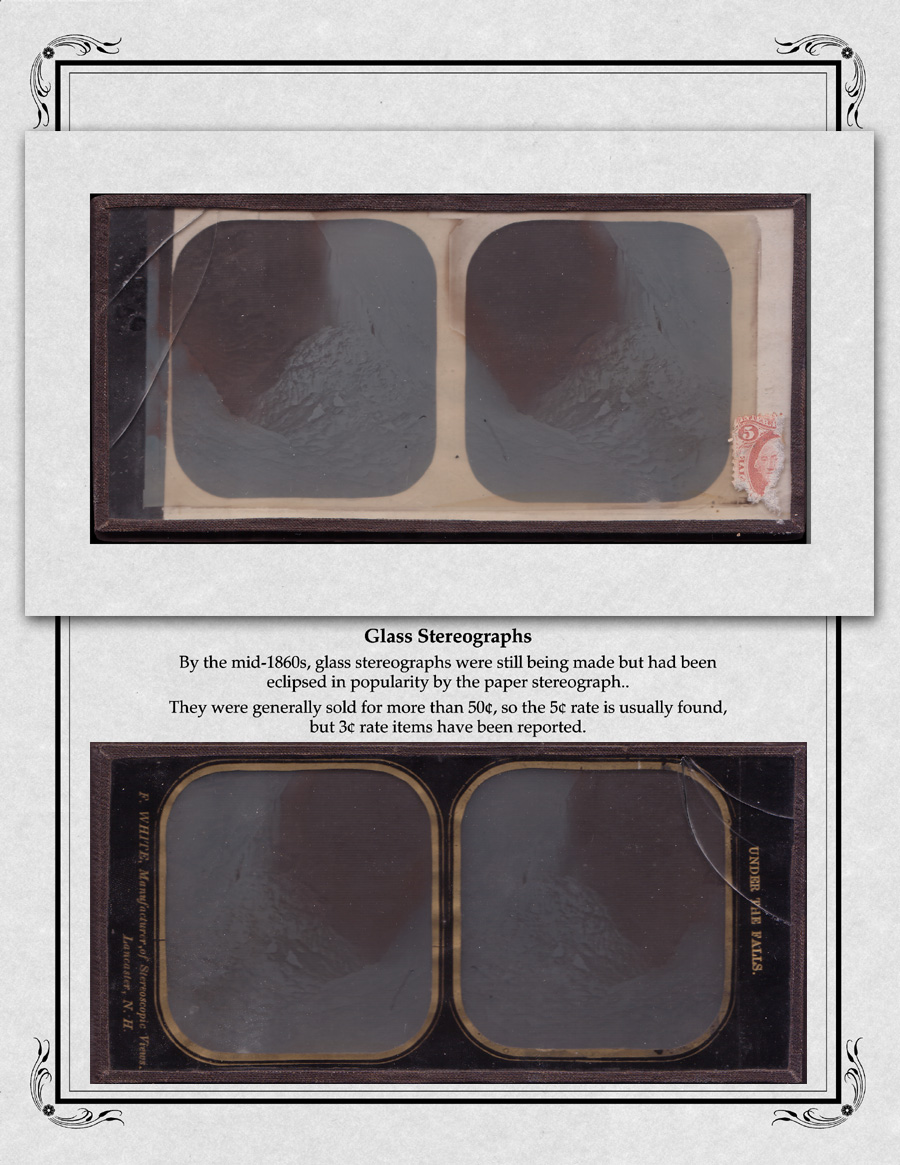 5
Glass Stereographs
By the mid-1860s, glass stereographs were still being made but had been
eclipsed in popularity by the paper stereograph..
They were generally sold for more than 50¢, so the 5¢ rate is usually found,
but 3¢ rate items have been reported.
F. WHITE, Manufacturer, of Stereoscopic Views.
Lancaster, N. H.
UNDER THE FALLS.